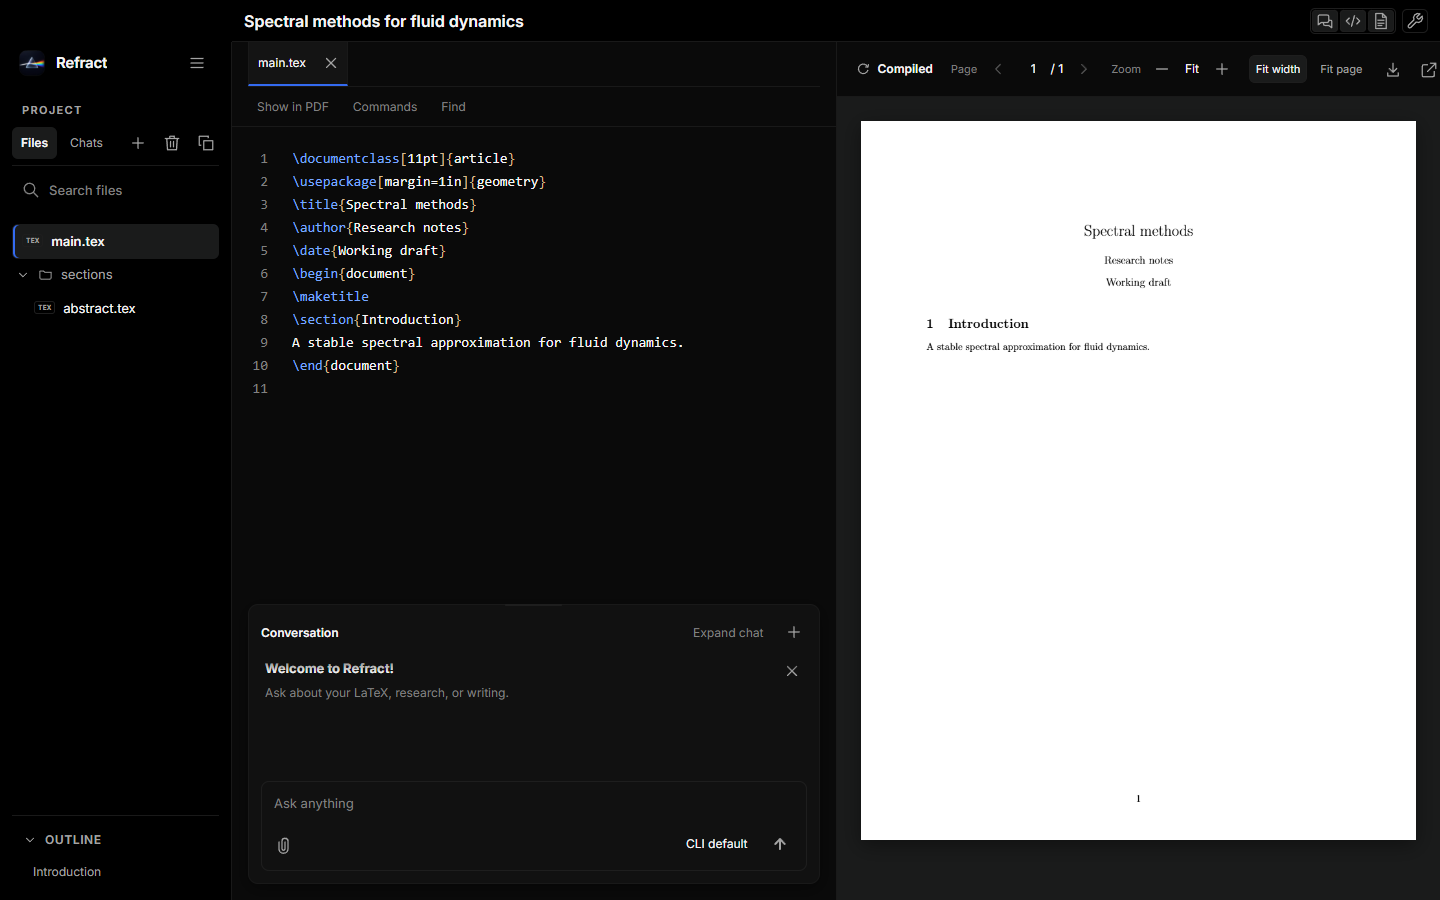 Spectral methods for fluid dynamics
Refract
PROJECT
Files Chats
Search files
TEX main.tex
sections
TEX abstract.tex
OUTLINE
Introduction
main.tex
Show in PDF Commands Find
1 \documentclass[11pt]{article}
2 \usepackage[margin=1in]{geometry}
3 \title{Spectral methods}
4 \author{Research notes}
5 \date{Working draft}
6 \begin{document}
7 \maketitle
8 \section{Introduction}
9 A stable spectral approximation for fluid dynamics.
10 \end{document}
11
Conversation Expand chat
Welcome to Refract!
Ask about your LaTeX, research, or writing.
Ask anything
CLI default
Compiled Page 1 / 1 Zoom Fit Fit width Fit page
Spectral methods
Research notes
Working draft
1 Introduction
A stable spectral approximation for fluid dynamics.
1